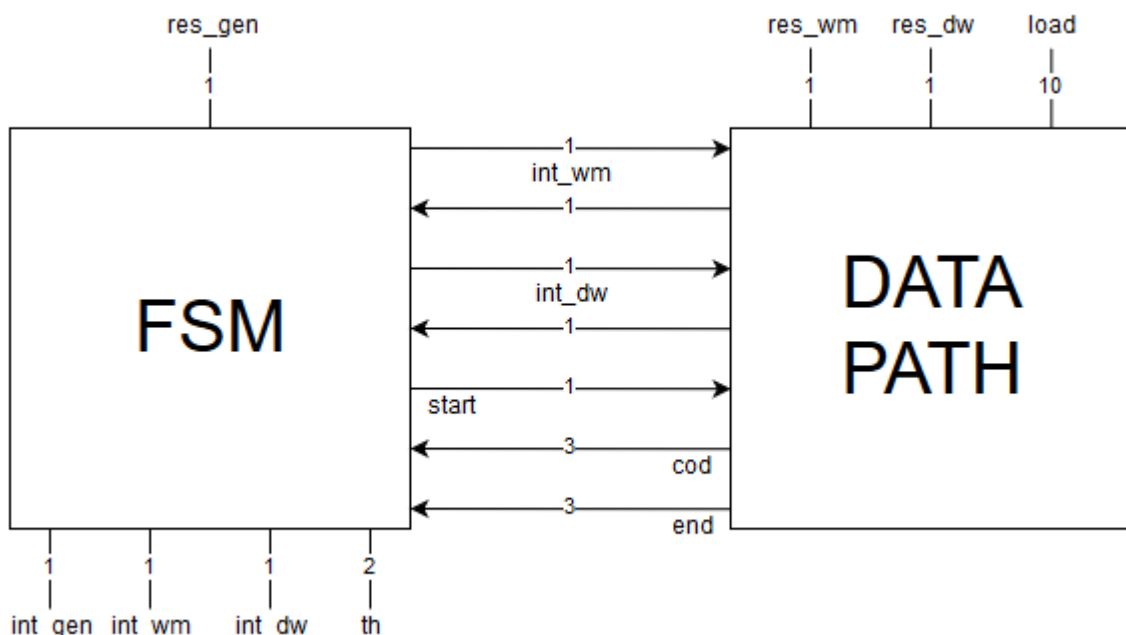 res_gen res_wm res_dw load
1 1 1 10
1
int_wm
1
1
int_dw
1
FSM
DATA
PATH
1
start
3
cod
3
end
1 1 1 2
int_gen int_wm int_dw th